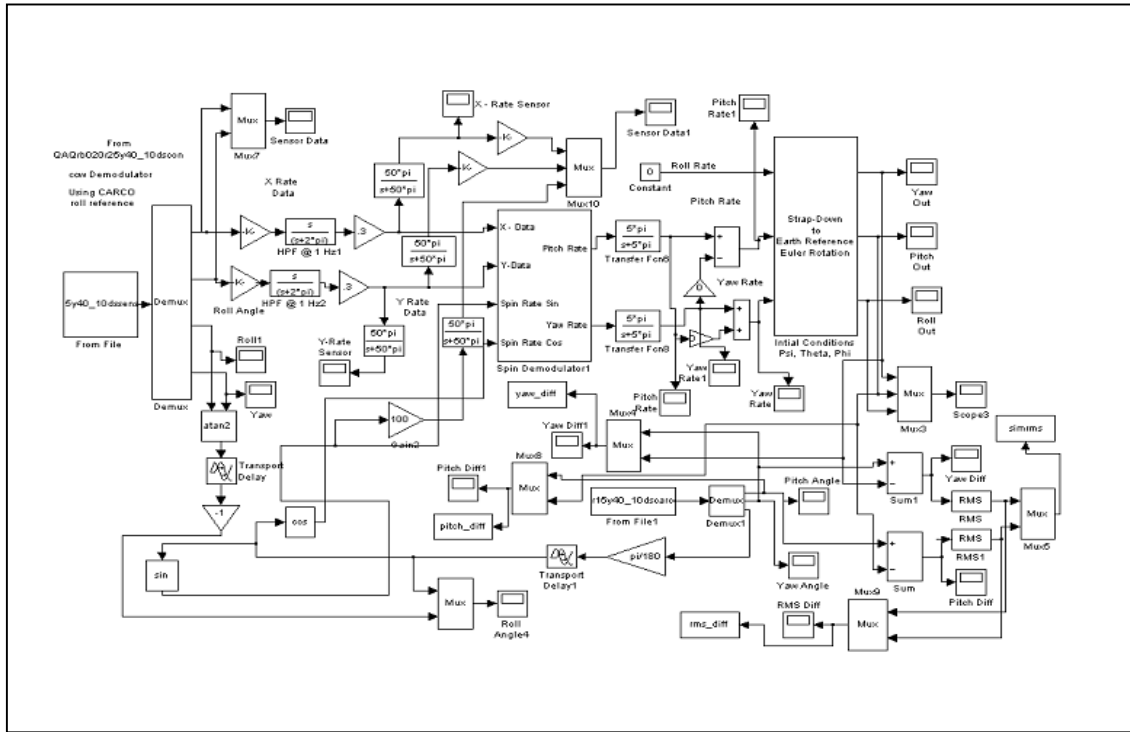 From
QAQrb020r25y40_10dscon
ccw Demodulator
Using CARCO
roll reference
Mux
Mux7
Sensor Data
X Rate
Data
X - Rate Sensor
-K-
-K-
Mux
Mux10
Sensor Data1
50*pi
s+50*pi
50*pi
s+50*pi
Pitch
Rate1
0
Constant
Roll Rate
Pitch Rate
Strap-Down
to
Earth Reference
Euler Rotation
Intial Conditions
Psi, Theta, Phi
Yaw
Out
Pitch
Out
Roll
Out
5y40_10dssens
From File
Demux
Demux
-K-
s
(s+2*pi)
HPF @ 1 Hz1
.3
-K-
Roll Angle
s
(s+2*pi)
HPF @ 1 Hz2
.3
Y Rate
Data
X - Data
Y-Data
Spin Rate Sin
Spin Rate Cos
Pitch Rate
Yaw Rate
Spin Demodulator1
5*pi
s+5*pi
Transfer Fcn6
5*pi
s+5*pi
Transfer Fcn8
+
−
0
Yaw Rate
+
+
0
Yaw
Rate1
Pitch
Rate
Yaw
Rate
Roll1
Yaw
Y-Rate
Sensor
50*pi
s+50*pi
50*pi
s+50*pi
atan2
Transport
Delay
-1
100
Gain2
cos
sin
yaw_diff
Yaw Diff1
Mux4
Mux
Pitch Diff1
Mux8
Mux
pitch_diff
r15y40_10dscarc
From File1
Demux
Demux1
Pitch Angle
Yaw Angle
pi/180
Transport
Delay1
Mux
Roll
Angle4
Mux
Mux3
Scope3
simrms
+
−
Sum1
Yaw Diff
RMS
RMS
+
−
Sum
RMS
RMS1
Pitch Diff
Mux
Mux5
Mux9
Mux
RMS Diff
rms_diff